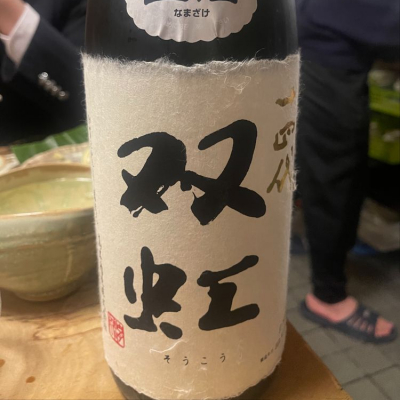 なまざけ
十四代
双虹
そうこう